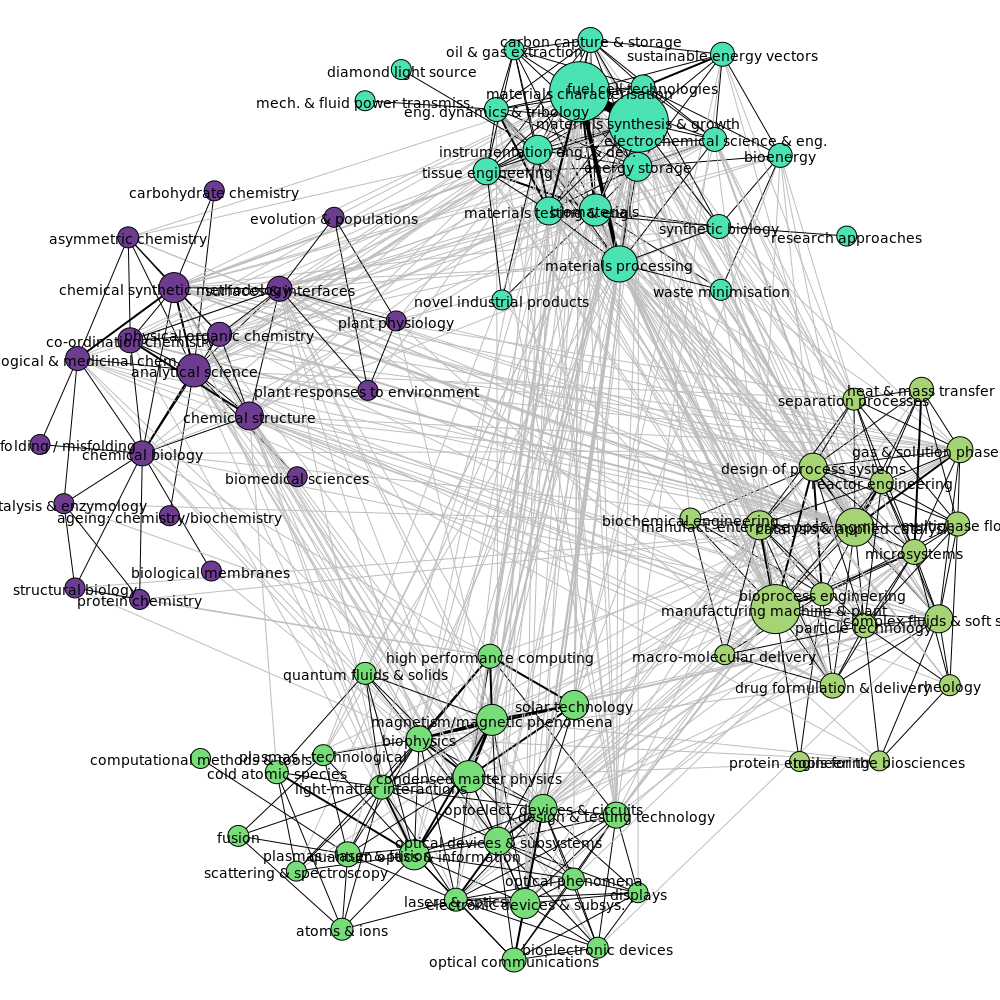 carbon capture & storage
oil & gas extraction
sustainable energy vectors
diamond light source
fuel cell technologies
materials characterisation
mech. & fluid power transmiss.
eng. dynamics & tribology
materials synthesis & growth
electrochemical science & eng.
instrumentation eng. & dev.
bioenergy
tissue engineering
energy storage
carbohydrate chemistry
materials testing & eng.
biomaterials
evolution & populations
synthetic biology
research approaches
asymmetric chemistry
materials processing
chemical synthetic methodology
surfaces & interfaces
waste minimisation
novel industrial products
plant physiology
physical organic chemistry
co-ordination chemistry
ogical & medicinal chem.
analytical science
plant responses to environment
heat & mass transfer
separation processes
chemical structure
folding / misfolding
chemical biology
gas & solution phase
design of process systems
biomedical sciences
reactor engineering
talysis & enzymology
ageing: chemistry/biochemistry
biochemical engineering
manufact. enterprise ops& mgmt
catalysis & applied catalysis
multiphase flo
microsystems
biological membranes
structural biology
protein chemistry
bioprocess engineering
manufacturing machine & plant
complex fluids & soft s
particle technology
high performance computing
macro-molecular delivery
quantum fluids & solids
drug formulation & delivery
rheology
solar technology
magnetism/magnetic phenomena
biophysics
computational methods & tools
plasmas - technological
cold atomic species
protein engineering
tools for the biosciences
condensed matter physics
light-matter interactions
optoelect. devices & circuits
design & testing technology
fusion
optical devices & subsystems
plasmas - laser & fusion
quantum optics & information
scattering & spectroscopy
optical phenomena
displays
lasers & optics
electronic devices & subsys.
atoms & ions
bioelectronic devices
optical communications